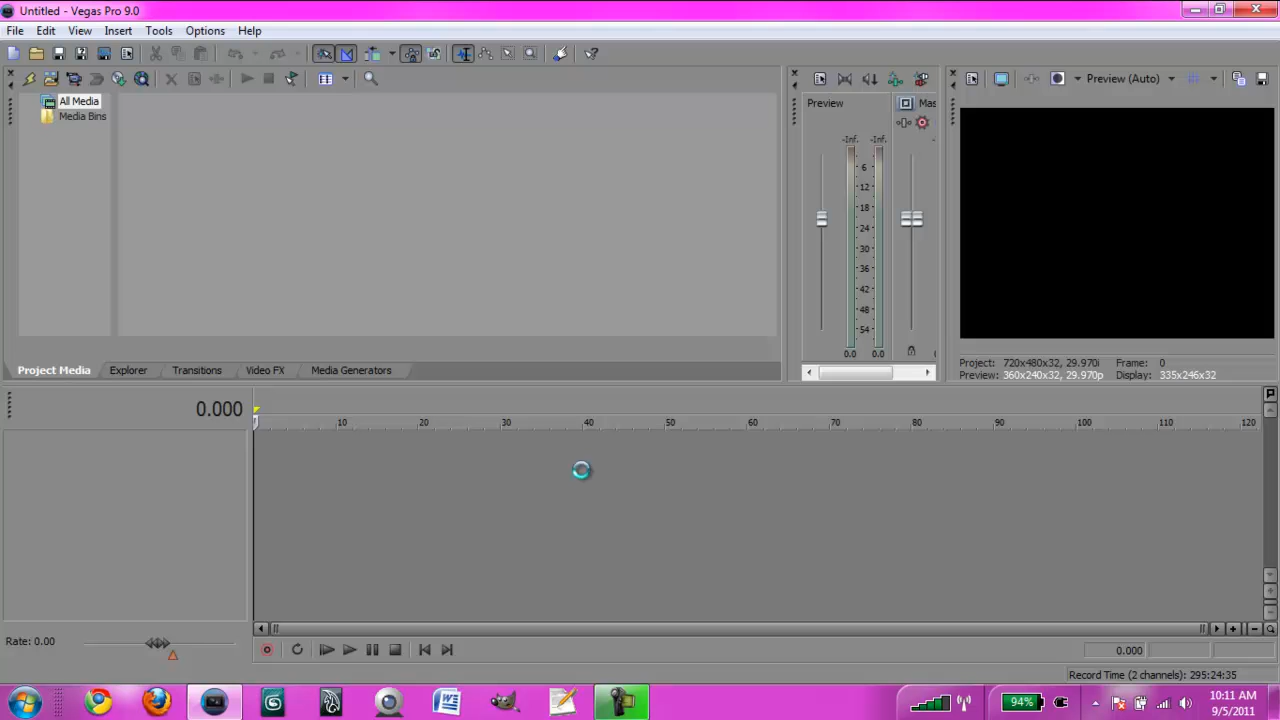 Untitled - Vegas Pro 9.0
File Edit View Insert Tools Options Help
Preview (Auto)
All Media
Media Bins
Preview
Mas
-Inf. -Inf.
6
12
18
24
30
36
42
48
54
0.0 0.0
Project: 720x480x32, 29.970i Frame: 0
Preview: 360x240x32, 29.970p Display: 335x246x32
Project Media Explorer Transitions Video FX Media Generators
0.000
10 20 30 40 50 60 70 80 90 100 110 120
Rate: 0.00
0.000
Record Time (2 channels): 295:24:35
94%
10:11 AM
9/5/2011